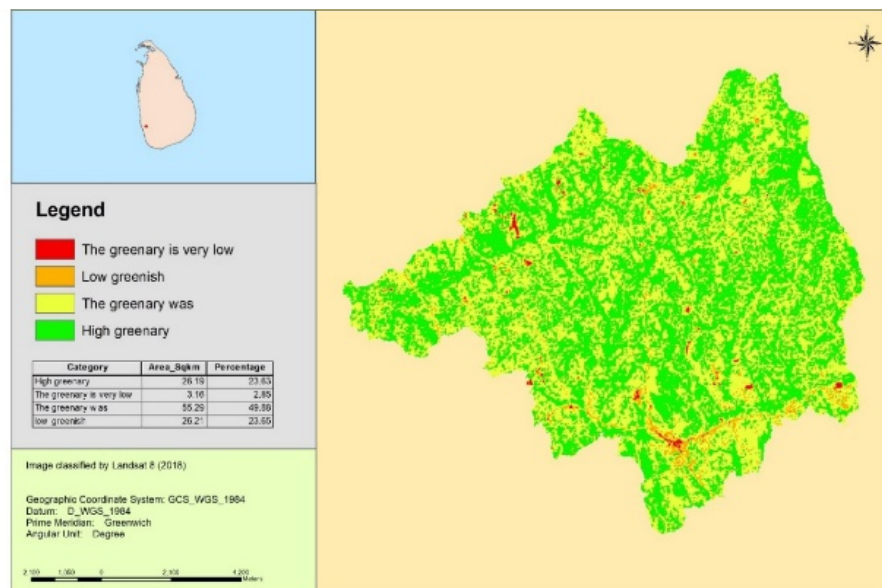 Legend
The greenary is very low
Low greenish
The greenary was
High greenary
Category Area_Sqkm Percentage
High greenary 26.19 23.63
The greenary is very low 3.16 2.85
The greenary was 55.29 49.88
low greenish 26.21 23.65
Image classified by Landsat 8 (2018)
Geographic Coordinate System: GCS_WGS_1984
Datum: D_WGS_1984
Prime Meridian: Greenwich
Angular Unit: Degree
2,100 1,050 0 2,100 4,200
Meters